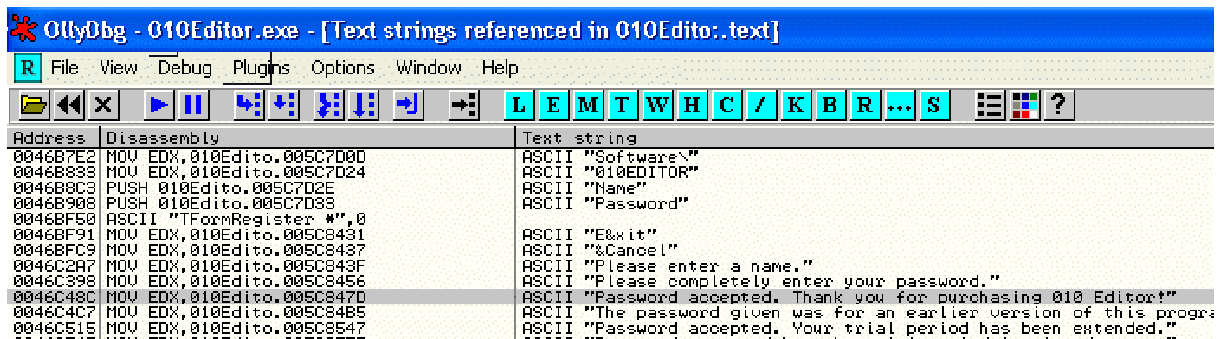 OllyDbg - 010Editor.exe - [Text strings referenced in 010Edito:.text]
R File View Debug Plugins Options Window Help
L E M T W H C / K B R ... S ?
Address Disassembly Text string
0046B7E2 MOV EDX,010Edito.005C7D0D ASCII "Software\"
0046B833 MOV EDX,010Edito.005C7D24 ASCII "010EDITOR"
0046B8C3 PUSH 010Edito.005C7D2E ASCII "Name"
0046B908 PUSH 010Edito.005C7D33 ASCII "Password"
0046BF50 ASCII "TFormRegister #",0
0046BF91 MOV EDX,010Edito.005C8431 ASCII "E&xit"
0046BFC9 MOV EDX,010Edito.005C8437 ASCII "&Cancel"
0046C2A7 MOV EDX,010Edito.005C843F ASCII "Please enter a name."
0046C398 MOV EDX,010Edito.005C8456 ASCII "Please completely enter your password."
0046C48C MOV EDX,010Edito.005C847D ASCII "Password accepted. Thank you for purchasing 010 Editor!"
0046C4C7 MOV EDX,010Edito.005C84B5 ASCII "The password given was for an earlier version of this progra
0046C515 MOV EDX,010Edito.005C8547 ASCII "Password accepted. Your trial period has been extended."